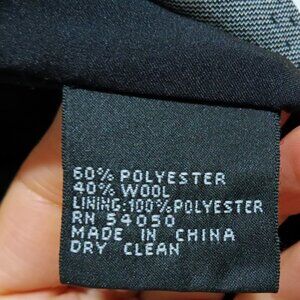 60% POLYESTER
40% WOOL
LINING:100%POLYESTER
RN 54050
MADE IN CHINA
DRY CLEAN